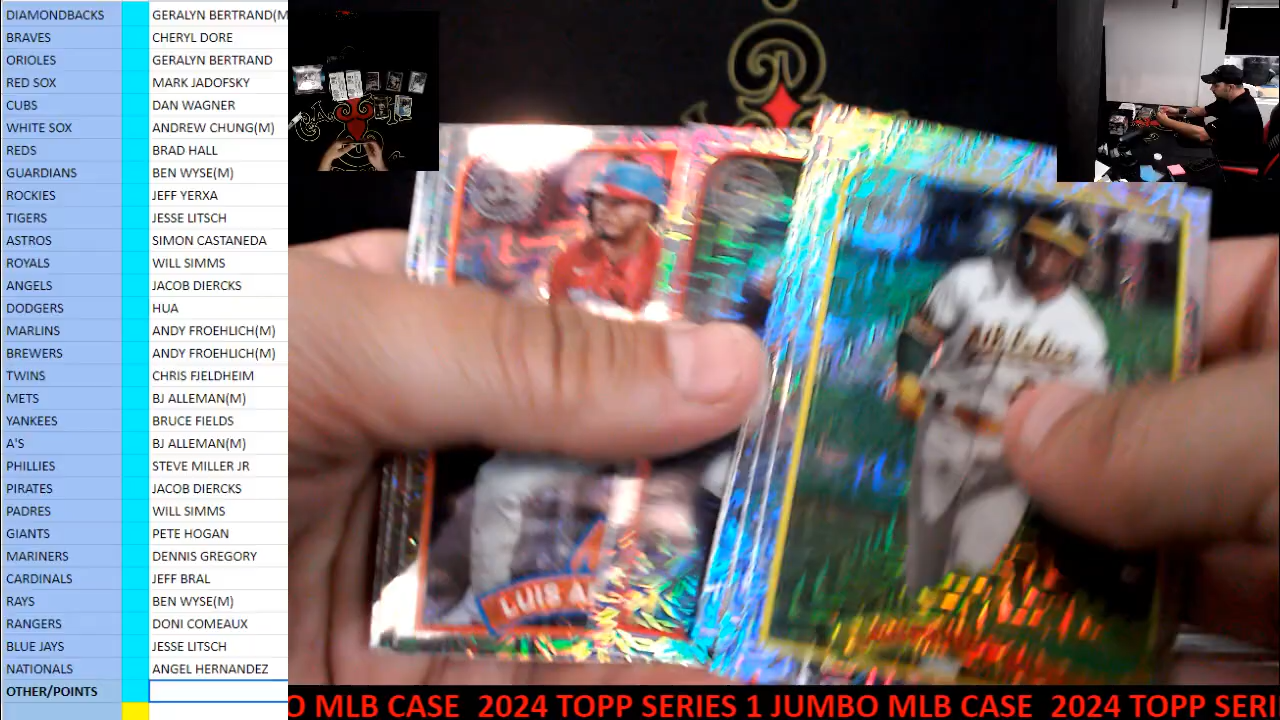 DIAMONDBACKS GERALYN BERTRAND(M
BRAVES CHERYL DORE
ORIOLES GERALYN BERTRAND
RED SOX MARK JADOFSKY
CUBS DAN WAGNER
WHITE SOX ANDREW CHUNG(M)
REDS BRAD HALL
GUARDIANS BEN WYSE(M)
ROCKIES JEFF YERXA
TIGERS JESSE LITSCH
ASTROS SIMON CASTANEDA
ROYALS WILL SIMMS
ANGELS JACOB DIERCKS
DODGERS HUA
MARLINS ANDY FROEHLICH(M)
BREWERS ANDY FROEHLICH(M)
TWINS CHRIS FJELDHEIM
METS BJ ALLEMAN(M)
YANKEES BRUCE FIELDS
A'S BJ ALLEMAN(M)
PHILLIES STEVE MILLER JR
PIRATES JACOB DIERCKS
PADRES WILL SIMMS
GIANTS PETE HOGAN
MARINERS DENNIS GREGORY
CARDINALS JEFF BRAL
RAYS BEN WYSE(M)
RANGERS DONI COMEAUX
BLUE JAYS JESSE LITSCH
NATIONALS ANGEL HERNANDEZ
OTHER/POINTS
Athletics
LUIS A
O MLB CASE 2024 TOPP SERIES 1 JUMBO MLB CASE 2024 TOPP SERI